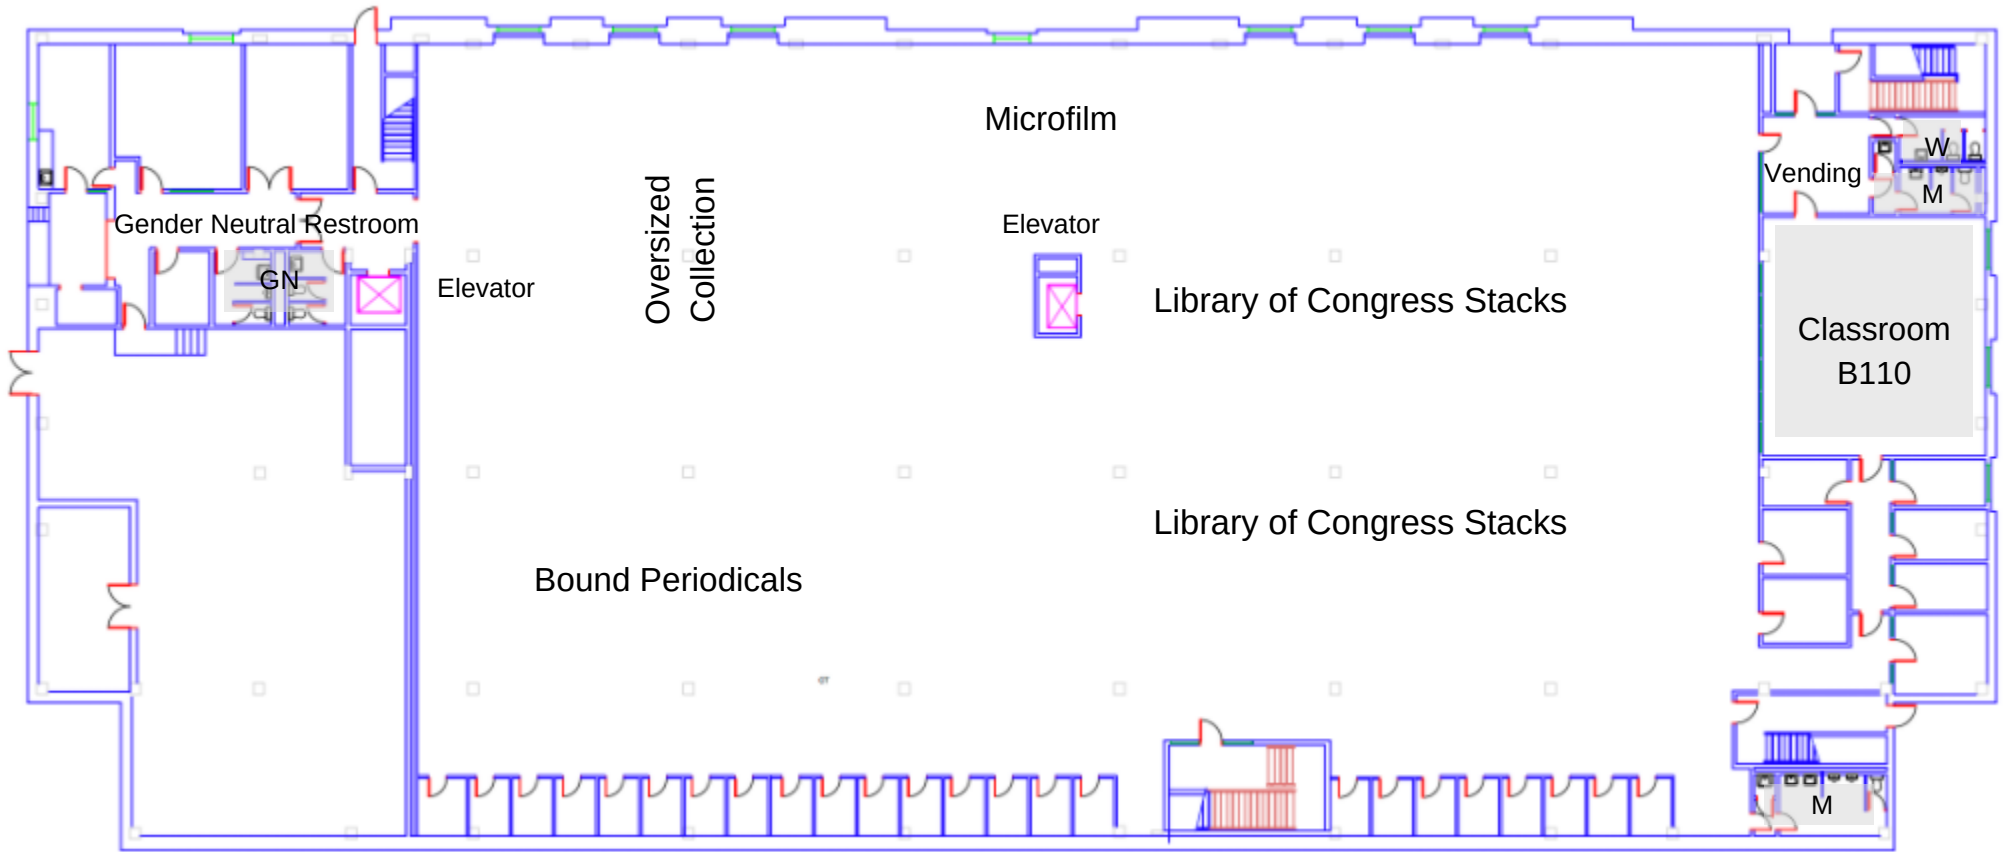 Microfilm
W
Vending
M
Gender Neutral Restroom
Oversized
Collection
Elevator
GN
Elevator
Library of Congress Stacks
Classroom
B110
Library of Congress Stacks
Bound Periodicals
M